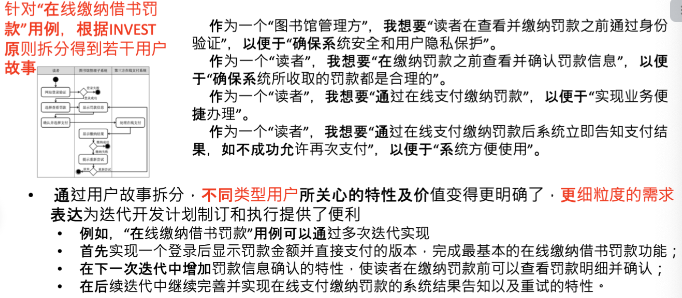 针对“在线缴纳借书罚
款”用例，根据INVEST
原则拆分得到若干用户
故事
作为一个“图书馆管理方”，我想要“读者在查看并缴纳罚款之前通过身份
验证”，以便于“确保系统安全和用户隐私保护”。
作为一个“读者”，我想要“在缴纳罚款之前查看并确认罚款信息”，以便
于“确保系统所收取的罚款都是合理的”。
作为一个“读者”，我想要“通过在线支付缴纳罚款”，以便于“实现业务便
捷办理”。
作为一个“读者”，我想要“通过在线支付缴纳罚款后系统立即告知支付结
果，如不成功允许再次支付”，以便于“系统方便使用”。
• 通过用户故事拆分，不同类型用户所关心的特性及价值变得更明确了，更细粒度的需求
表达为迭代开发计划制订和执行提供了便利
• 例如，“在线缴纳借书罚款”用例可以通过多次迭代实现
• 首先实现一个登录后显示罚款金额并直接支付的版本，完成最基本的在线缴纳借书罚款功能；
• 在下一次迭代中增加罚款信息确认的特性，使读者在缴纳罚款前可以查看罚款明细并确认；
• 在后续迭代中继续完善并实现在线支付缴纳罚款的系统结果告知以及重试的特性。